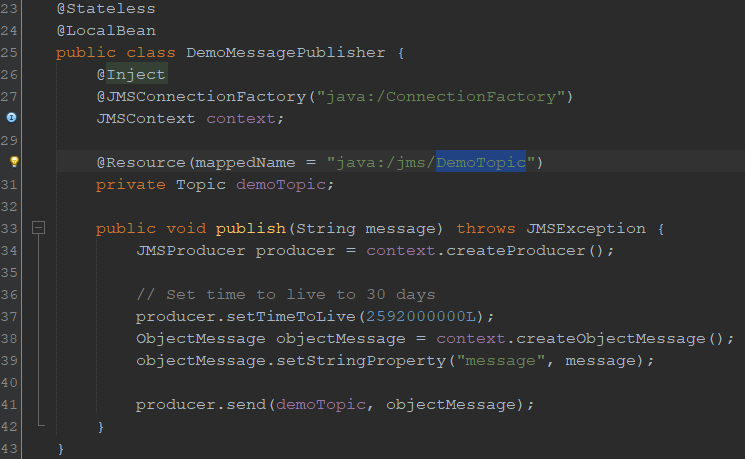 23 @Stateless
24 @LocalBean
25 public class DemoMessagePublisher {
26 @Inject
27 @JMSConnectionFactory("java:/ConnectionFactory")
JMSContext context;
29
@Resource(mappedName = "java:/jms/DemoTopic")
31 private Topic demoTopic;
32
33 public void publish(String message) throws JMSException {
34 JMSProducer producer = context.createProducer();
35
36 // Set time to live to 30 days
37 producer.setTimeToLive(2592000000L);
38 ObjectMessage objectMessage = context.createObjectMessage();
39 objectMessage.setStringProperty("message", message);
40
41 producer.send(demoTopic, objectMessage);
42 }
43 }